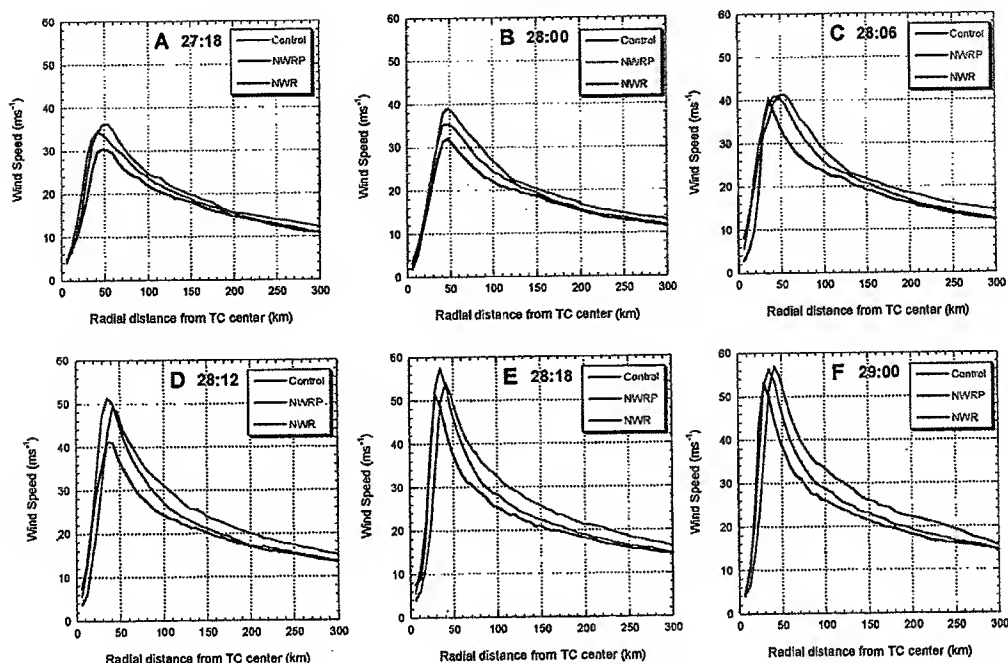 A 27:18
Control
NWRP
NWR
60
50
40
30
20
10
0
Wind Speed (ms-1)
0 50 100 150 200 250 300
Radial distance from TC center (km)
B 28:00
Control
NWRP
NWR
60
50
40
30
20
10
0
Wind Speed (ms-1)
0 50 100 150 200 250 300
Radial distance from TC center (km)
C 28:06
Control
NWRP
NWR
60
50
40
30
20
10
0
Wind Speed (ms-1)
0 50 100 150 200 250 300
Radial distance from TC center (km)
D 28:12
Control
NWRP
NWR
60
50
40
30
20
10
0
Wind Speed (ms-1)
0 50 100 150 200 250 300
Radial distance from TC center (km)
E 28:18
Control
NWRP
NWR
60
50
40
30
20
10
0
Wind Speed (ms-1)
0 50 100 150 200 250 300
Radial distance from TC center (km)
F 29:00
Control
NWRP
NWR
60
50
40
30
20
10
0
Wind Speed (ms-1)
0 50 100 150 200 250 300
Radial distance from TC center (km)